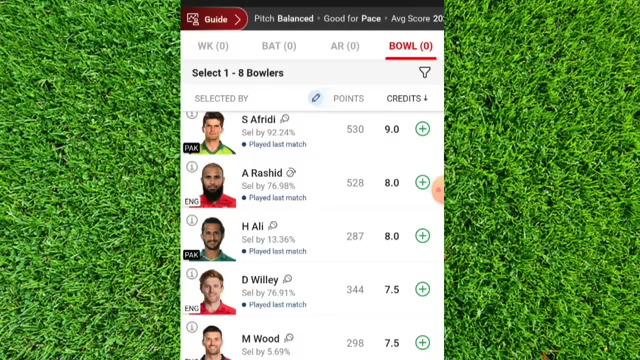 Guide
Pitch Balanced • Good for Pace • Avg Score 20
WK (0) BAT (0) AR (0) BOWL (0)
Select 1 - 8 Bowlers
SELECTED BY POINTS CREDITS ↓
S Afridi
Sel by 92.24% 530 9.0
PAK • Played last match
A Rashid
Sel by 76.98% 528 8.0
ENG • Played last match
H Ali
Sel by 13.36% 287 8.0
PAK • Played last match
D Willey
Sel by 76.91% 344 7.5
ENG • Played last match
M Wood
Sel by 5.69% 298 7.5